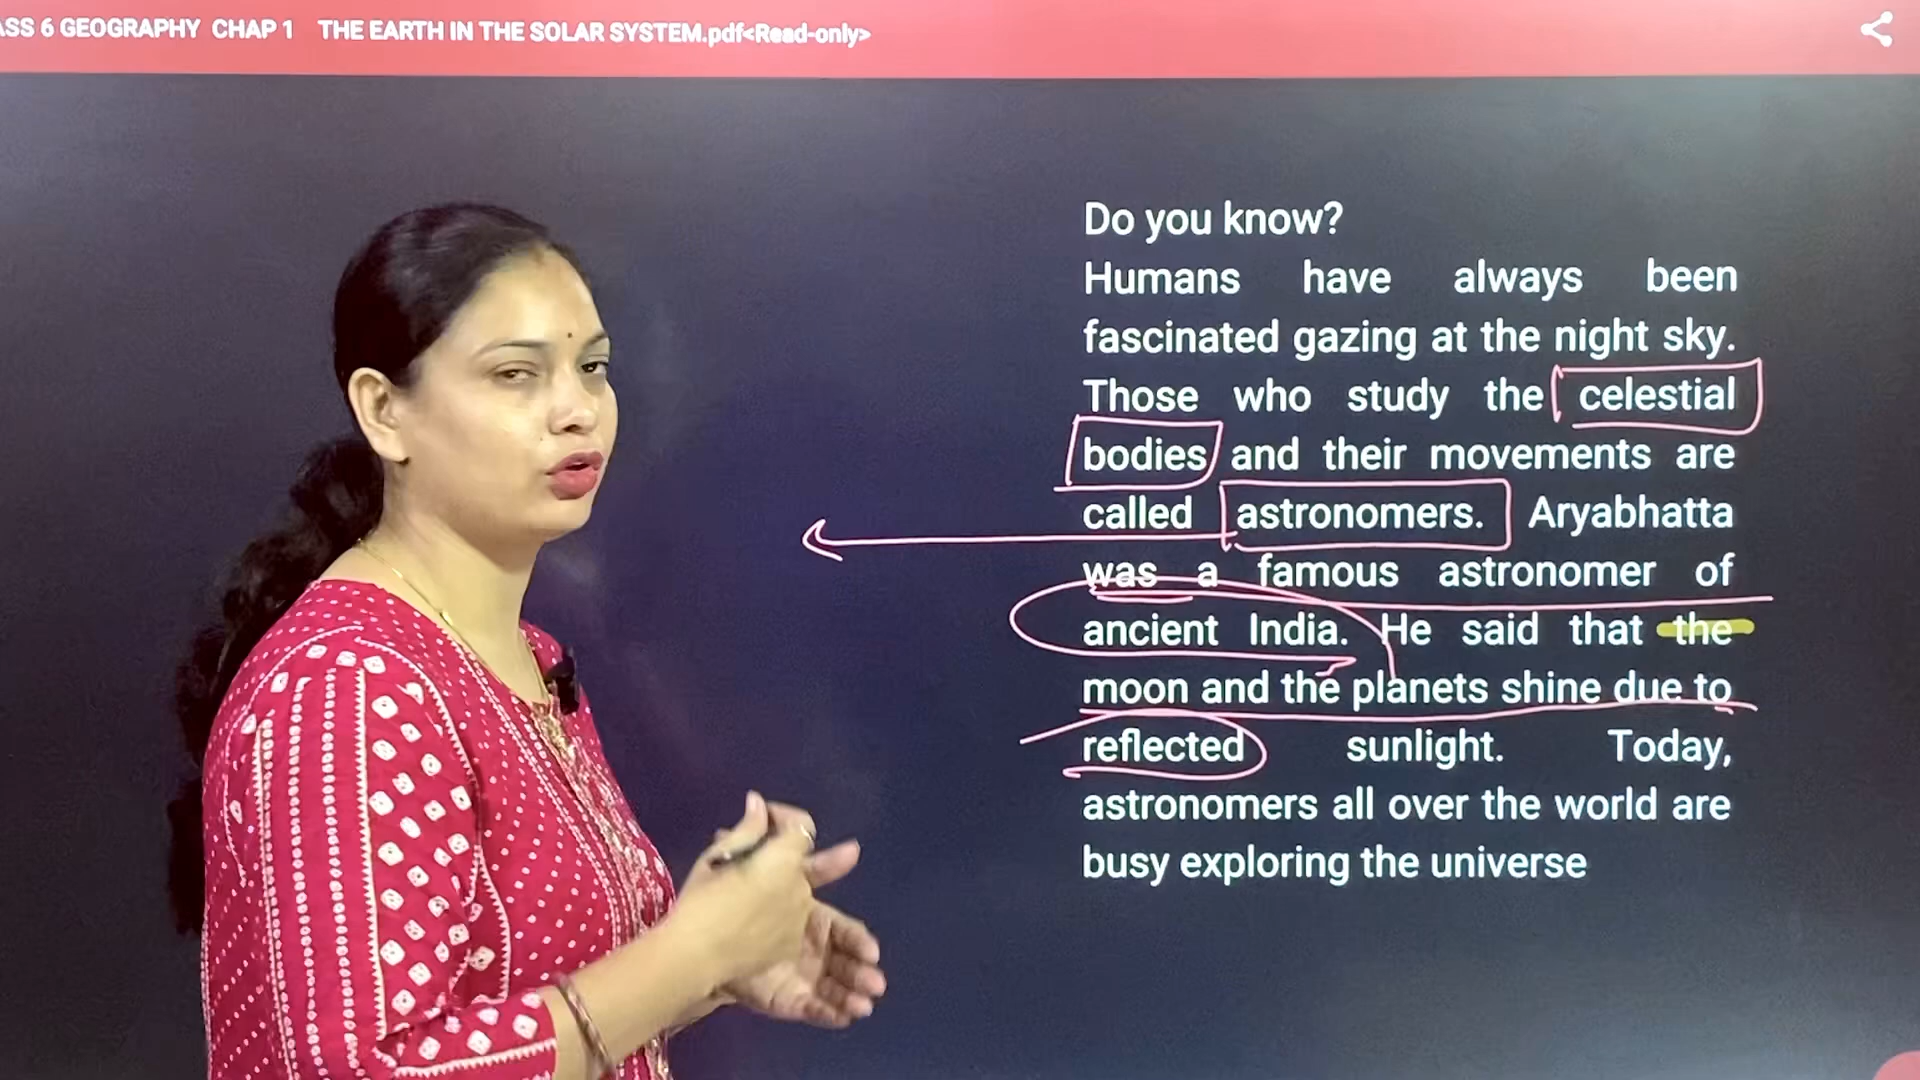 ASS 6 GEOGRAPHY CHAP 1 THE EARTH IN THE SOLAR SYSTEM.pdf<Read-only>
Do you know?
Humans have always been
fascinated gazing at the night sky.
Those who study the celestial
bodies and their movements are
called astronomers. Aryabhatta
was a famous astronomer of
ancient India. He said that the
moon and the planets shine due to
reflected sunlight. Today,
astronomers all over the world are
busy exploring the universe